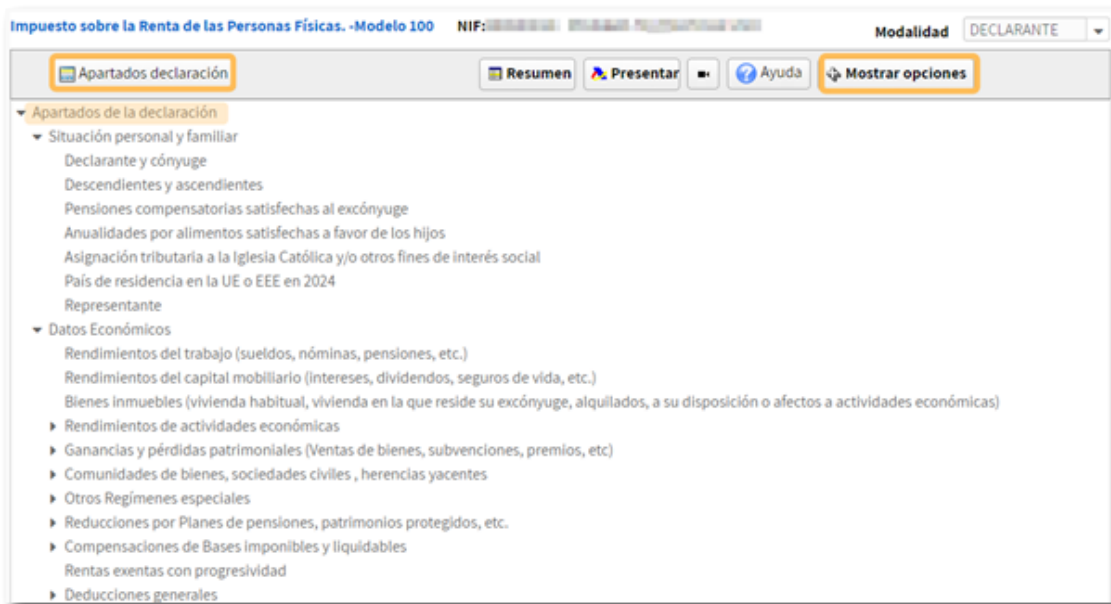 Impuesto sobre la Renta de las Personas Físicas. -Modelo 100 NIF: Modalidad DECLARANTE
Apartados declaración Resumen Presentar Ayuda Mostrar opciones
Apartados de la declaración
Situación personal y familiar
Declarante y cónyuge
Descendientes y ascendientes
Pensiones compensatorias satisfechas al excónyuge
Anualidades por alimentos satisfechas a favor de los hijos
Asignación tributaria a la Iglesia Católica y/o otros fines de interés social
País de residencia en la UE o EEE en 2024
Representante
Datos Económicos
Rendimientos del trabajo (sueldos, nóminas, pensiones, etc.)
Rendimientos del capital mobiliario (intereses, dividendos, seguros de vida, etc.)
Bienes inmuebles (vivienda habitual, vivienda en la que reside su excónyuge, alquilados, a su disposición o afectos a actividades económicas)
Rendimientos de actividades económicas
Ganancias y pérdidas patrimoniales (Ventas de bienes, subvenciones, premios, etc)
Comunidades de bienes, sociedades civiles , herencias yacentes
Otros Regímenes especiales
Reducciones por Planes de pensiones, patrimonios protegidos, etc.
Compensaciones de Bases imponibles y liquidables
Rentas exentas con progresividad
Deducciones generales